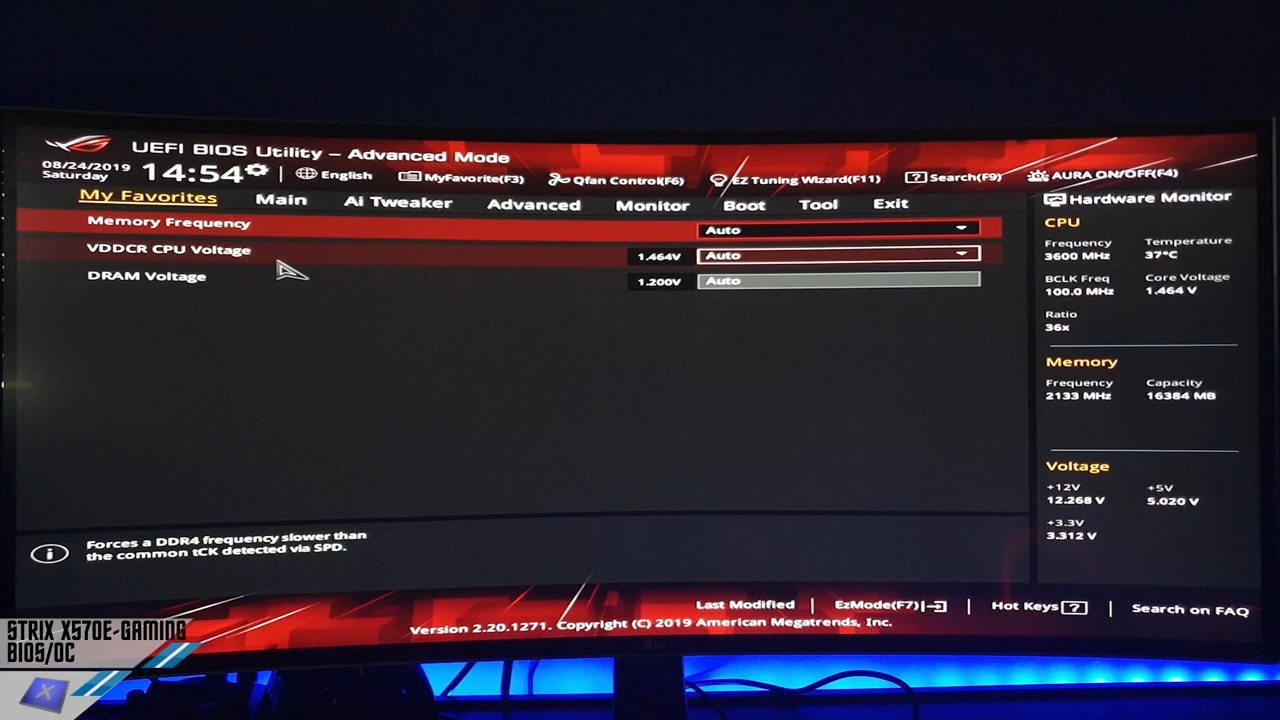 UEFI BIOS Utility – Advanced Mode
08/24/2019
Saturday
14:54
English
MyFavorite(F3)
Qfan Control(F6)
EZ Tuning Wizard(F11)
Search(F9)
AURA ON/OFF(F4)
My Favorites
Main
Ai Tweaker
Advanced
Monitor
Boot
Tool
Exit
Memory Frequency
Auto
VDDCR CPU Voltage
1.464V
Auto
DRAM Voltage
1.200V
Auto
Hardware Monitor
CPU
Frequency Temperature
3600 MHz 37°C
BCLK Freq Core Voltage
100.0 MHz 1.464 V
Ratio
36x
Memory
Frequency Capacity
2133 MHz 16384 MB
Voltage
+12V +5V
12.268 V 5.020 V
+3.3V
3.312 V
Forces a DDR4 frequency slower than
the common tCK detected via SPD.
Last Modified
EzMode(F7)
Hot Keys ?
Search on FAQ
Version 2.20.1271. Copyright (C) 2019 American Megatrends, Inc.
LG
STRIX X570E-GAMING
BIOS/OC
X